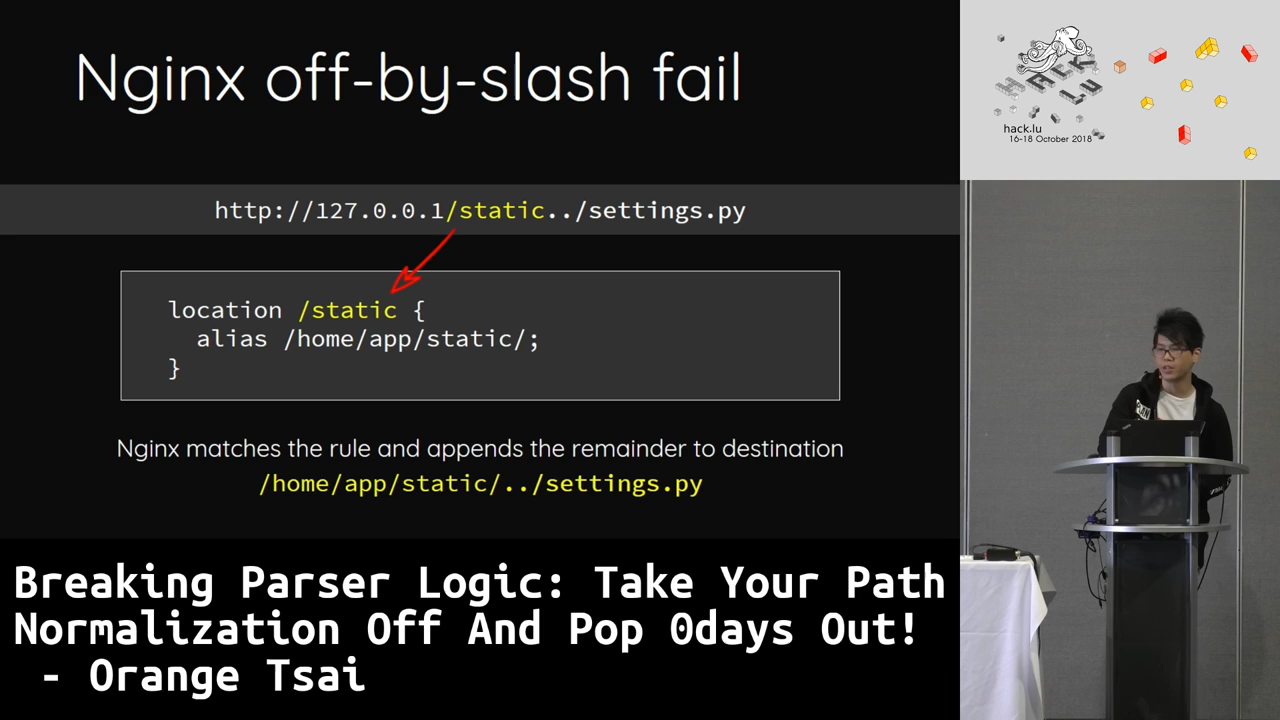 Nginx off-by-slash fail
http://127.0.0.1/static../settings.py
location /static {
alias /home/app/static/;
}
Nginx matches the rule and appends the remainder to destination
/home/app/static/../settings.py
Breaking Parser Logic: Take Your Path
Normalization Off And Pop 0days Out!
- Orange Tsai
HACK
LU
hack.lu
16-18 October 2018